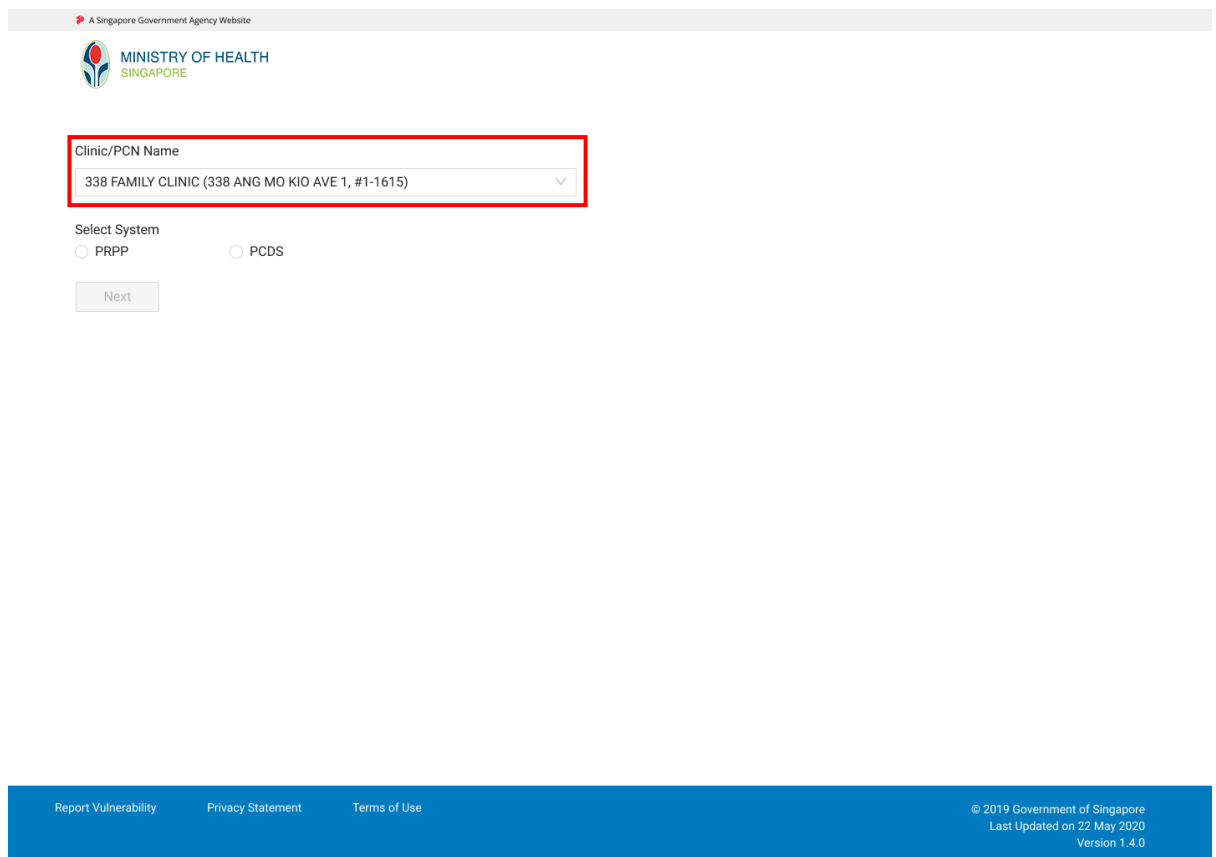 A Singapore Government Agency Website
MINISTRY OF HEALTH
SINGAPORE
Clinic/PCN Name
338 FAMILY CLINIC (338 ANG MO KIO AVE 1, #1-1615)
Select System
PRPP PCDS
Next
Report Vulnerability Privacy Statement Terms of Use
© 2019 Government of Singapore
Last Updated on 22 May 2020
Version 1.4.0